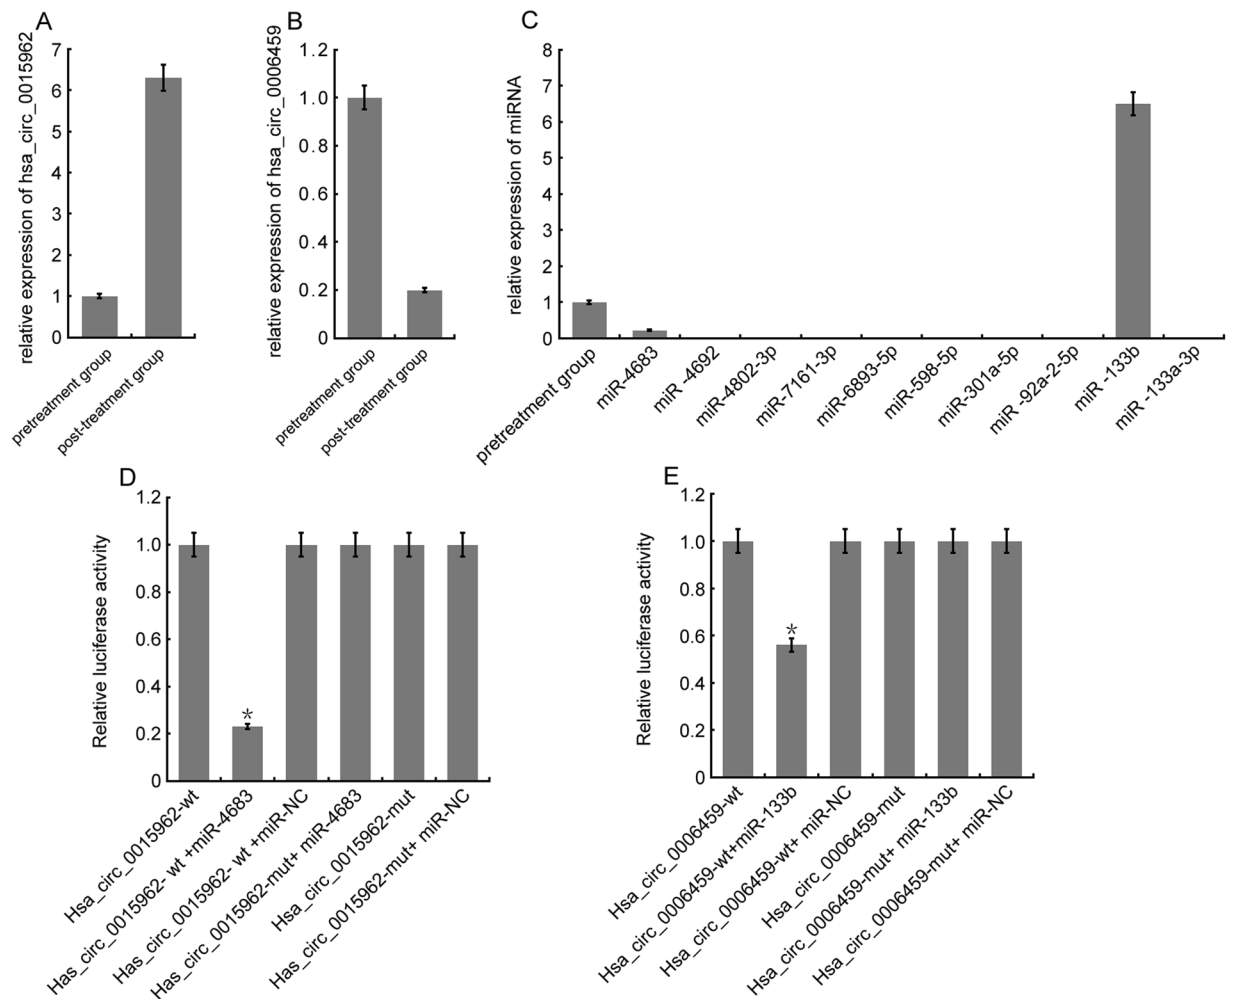 A
relative expression of hsa_circ_0015962
7
6
5
4
3
2
1
0
pretreatment group
post-treatment group
B
relative expression of hsa_circ_0006459
1.2
1.0
0.8
0.6
0.4
0.2
0
pretreatment group
post-treatment group
C
relative expression of miRNA
8
7
6
5
4
3
2
1
0
pretreatment group
miR-4683
miR -4692
miR-4802-3p
miR-7161-3p
miR-6893-5p
miR-598-5p
miR-301a-5p
miR -92a-2-5p
miR -133b
miR -133a-3p
D
Relative luciferase activity
1.2
1.0
0.8
0.6
0.4
0.2
0
*
Hsa_circ_0015962-wt
Has_circ_0015962- wt +miR-4683
Has_circ_0015962- wt +miR-NC
Has_circ_0015962-mut+ miR-4683
Hsa_circ_0015962-mut
Has_circ_0015962-mut+ miR-NC
E
Relative luciferase activity
1.2
1.0
0.8
0.6
0.4
0.2
0
*
Hsa_circ_0006459-wt
Hsa_circ_0006459-wt+miR-133b
Hsa_circ_0006459-wt+ miR-NC
Hsa_circ_0006459-mut
Hsa_circ_0006459-mut+ miR-133b
Hsa_circ_0006459-mut+ miR-NC